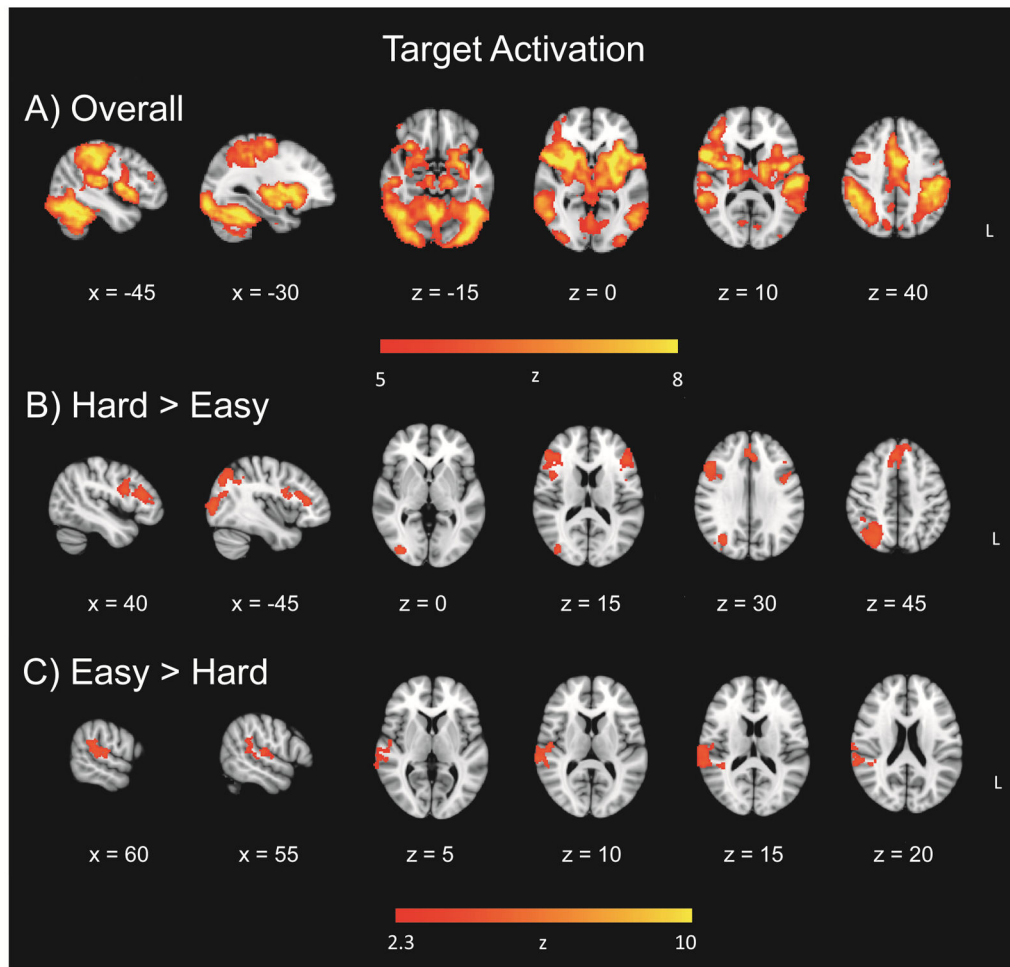 Target Activation
A) Overall
L
x = -45 x = -30 z = -15 z = 0 z = 10 z = 40
5 z 8
B) Hard > Easy
L
x = 40 x = -45 z = 0 z = 15 z = 30 z = 45
C) Easy > Hard
L
x = 60 x = 55 z = 5 z = 10 z = 15 z = 20
2.3 z 10